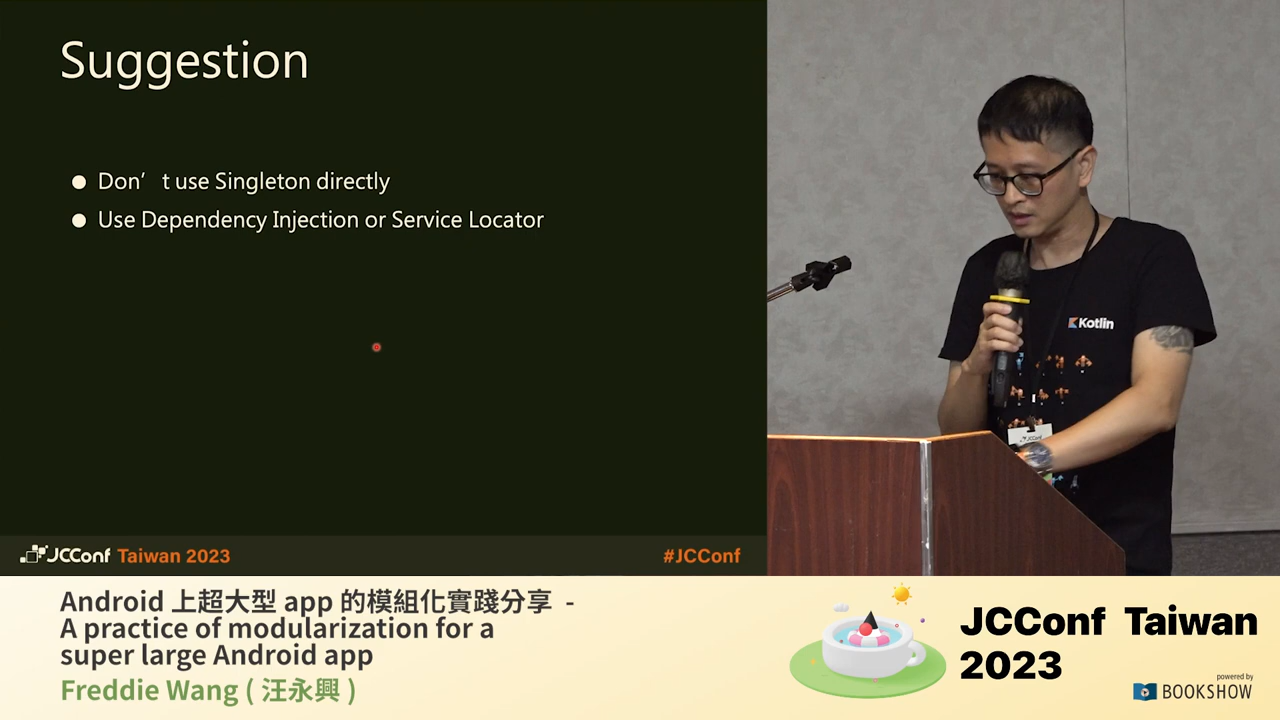 Suggestion
Don’t use Singleton directly
Use Dependency Injection or Service Locator
JCConf Taiwan 2023
#JCConf
Kotlin
Android 上超大型 app 的模組化實踐分享 -
A practice of modularization for a
super large Android app
Freddie Wang ( 汪永興 )
JCConf Taiwan
2023
powered by
BOOKSHOW